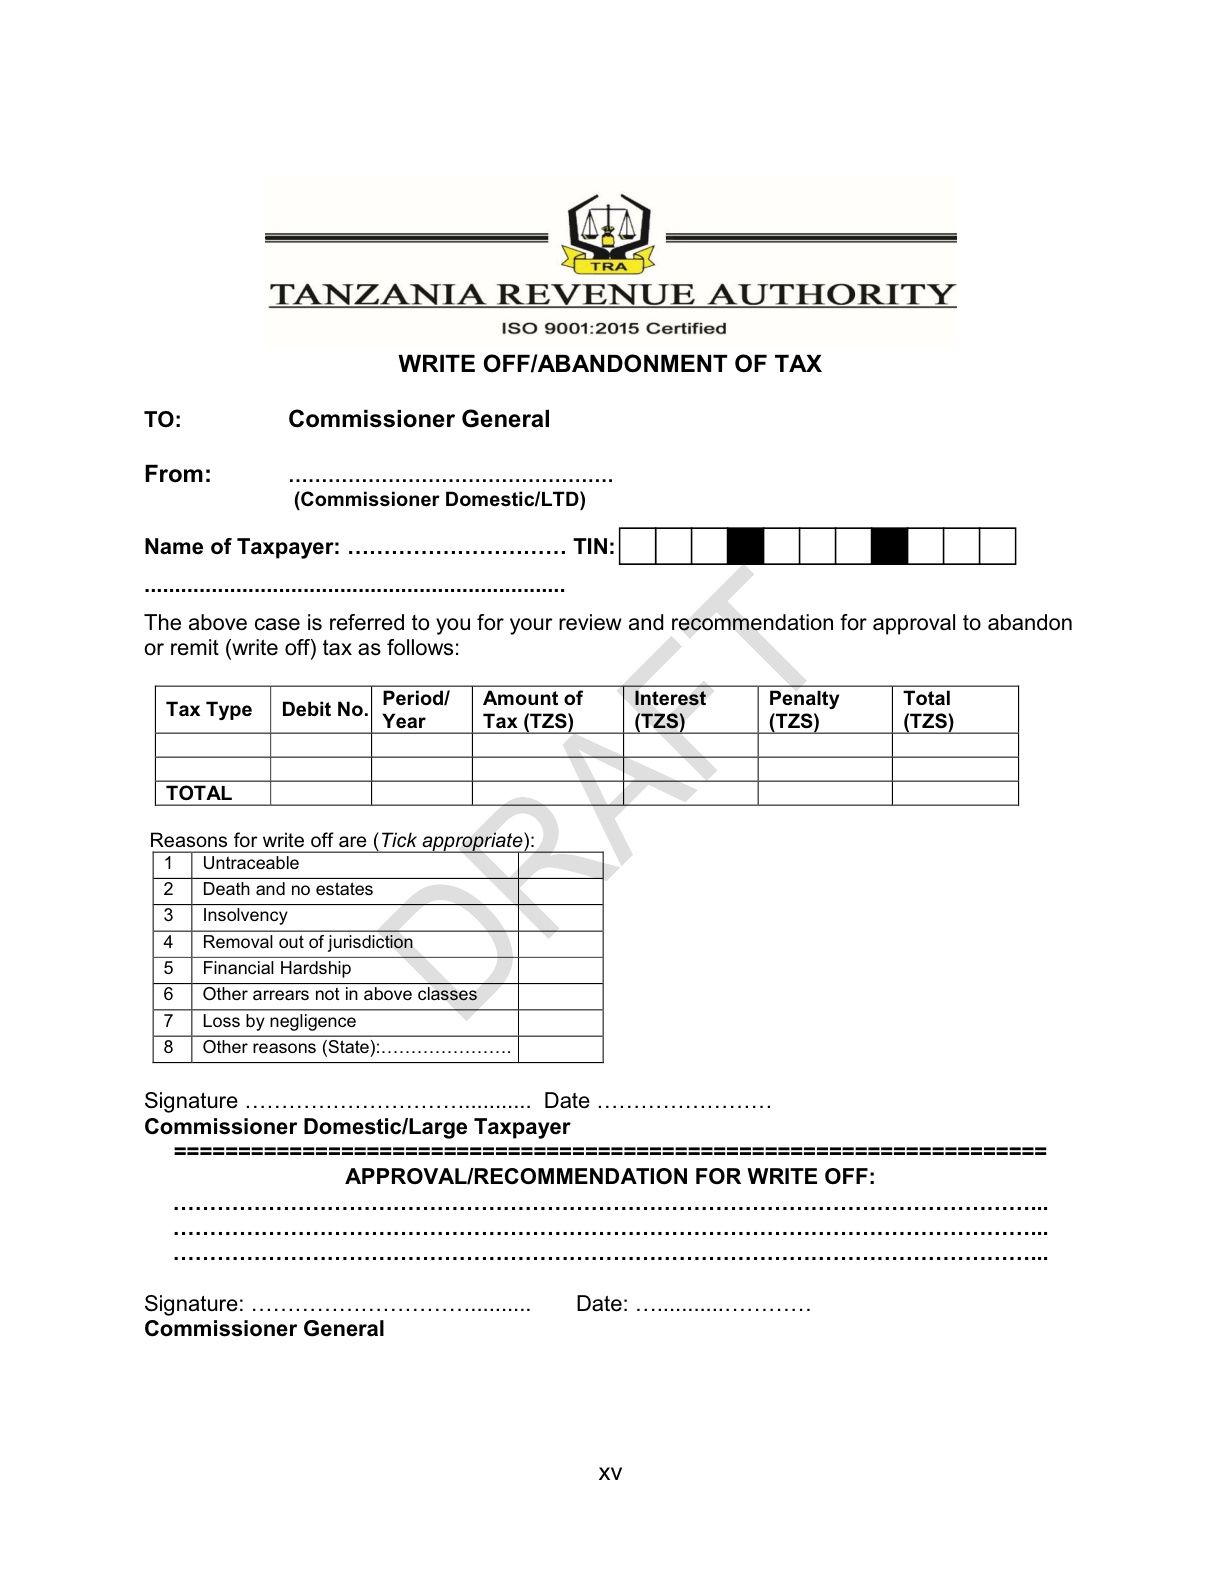 TRA
TANZANIA REVENUE AUTHORITY
ISO 9001:2015 Certified
WRITE OFF/ABANDONMENT OF TAX
TO: Commissioner General
From: ………………………………………….
(Commissioner Domestic/LTD)
Name of Taxpayer: ………………………… TIN:
.....................................................................
The above case is referred to you for your review and recommendation for approval to abandon
or remit (write off) tax as follows:
Tax Type Debit No. Period/ Year Amount of Tax (TZS) Interest (TZS) Penalty (TZS) Total (TZS)
TOTAL
Reasons for write off are (Tick appropriate):
1 Untraceable
2 Death and no estates
3 Insolvency
4 Removal out of jurisdiction
5 Financial Hardship
6 Other arrears not in above classes
7 Loss by negligence
8 Other reasons (State):………………….
Signature …………………………........... Date ……………………
Commissioner Domestic/Large Taxpayer
====================================================================
APPROVAL/RECOMMENDATION FOR WRITE OFF:
…………………………………………………………………………………………………………...
…………………………………………………………………………………………………………...
…………………………………………………………………………………………………………...
Signature: ………………………….......... Date: …...........…………
Commissioner General
DRAFT
xv